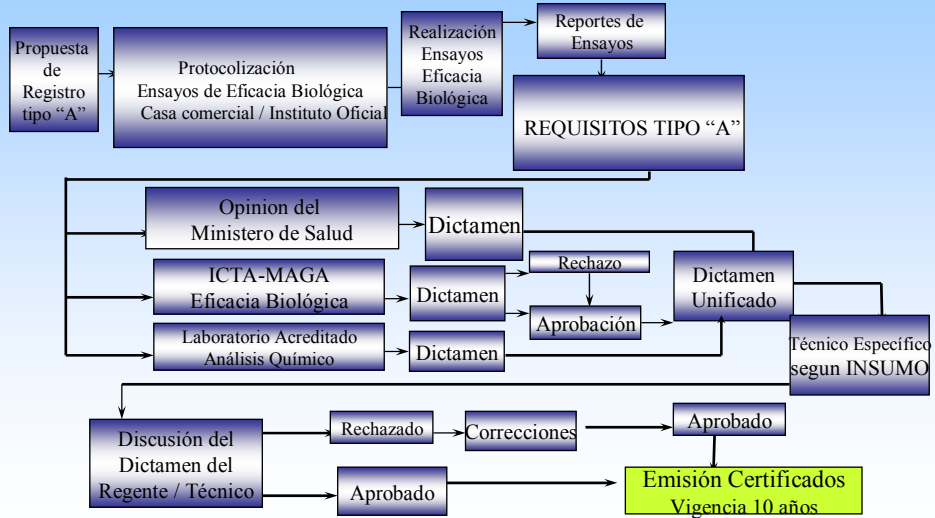 Propuesta
de
Registro
tipo “A”
Protocolización
Ensayos de Eficacia Biológica
Casa comercial / Instituto Oficial
Realización
Ensayos
Eficacia
Biológica
Reportes de
Ensayos
REQUISITOS TIPO “A”
Opinion del
Ministero de Salud
Dictamen
ICTA-MAGA
Eficacia Biológica
Dictamen
Rechazo
Aprobación
Laboratorio Acreditado
Análisis Químico
Dictamen
Dictamen
Unificado
Técnico Específico
segun INSUMO
Discusión del
Dictamen del
Regente / Técnico
Rechazado
Correcciones
Aprobado
Aprobado
Emisión Certificados
Vigencia 10 años